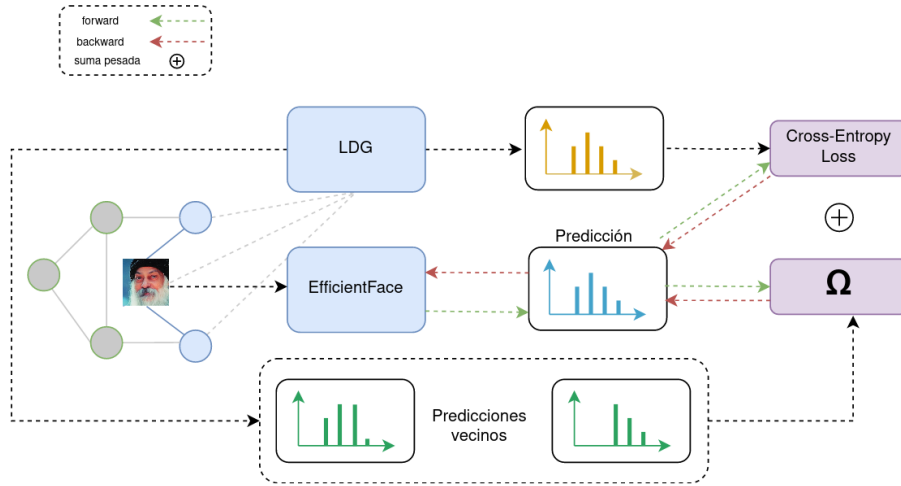 forward
backward
suma pesada
LDG
Cross-Entropy
Loss
Predicción
EfficientFace
Ω
Predicciones
vecinos